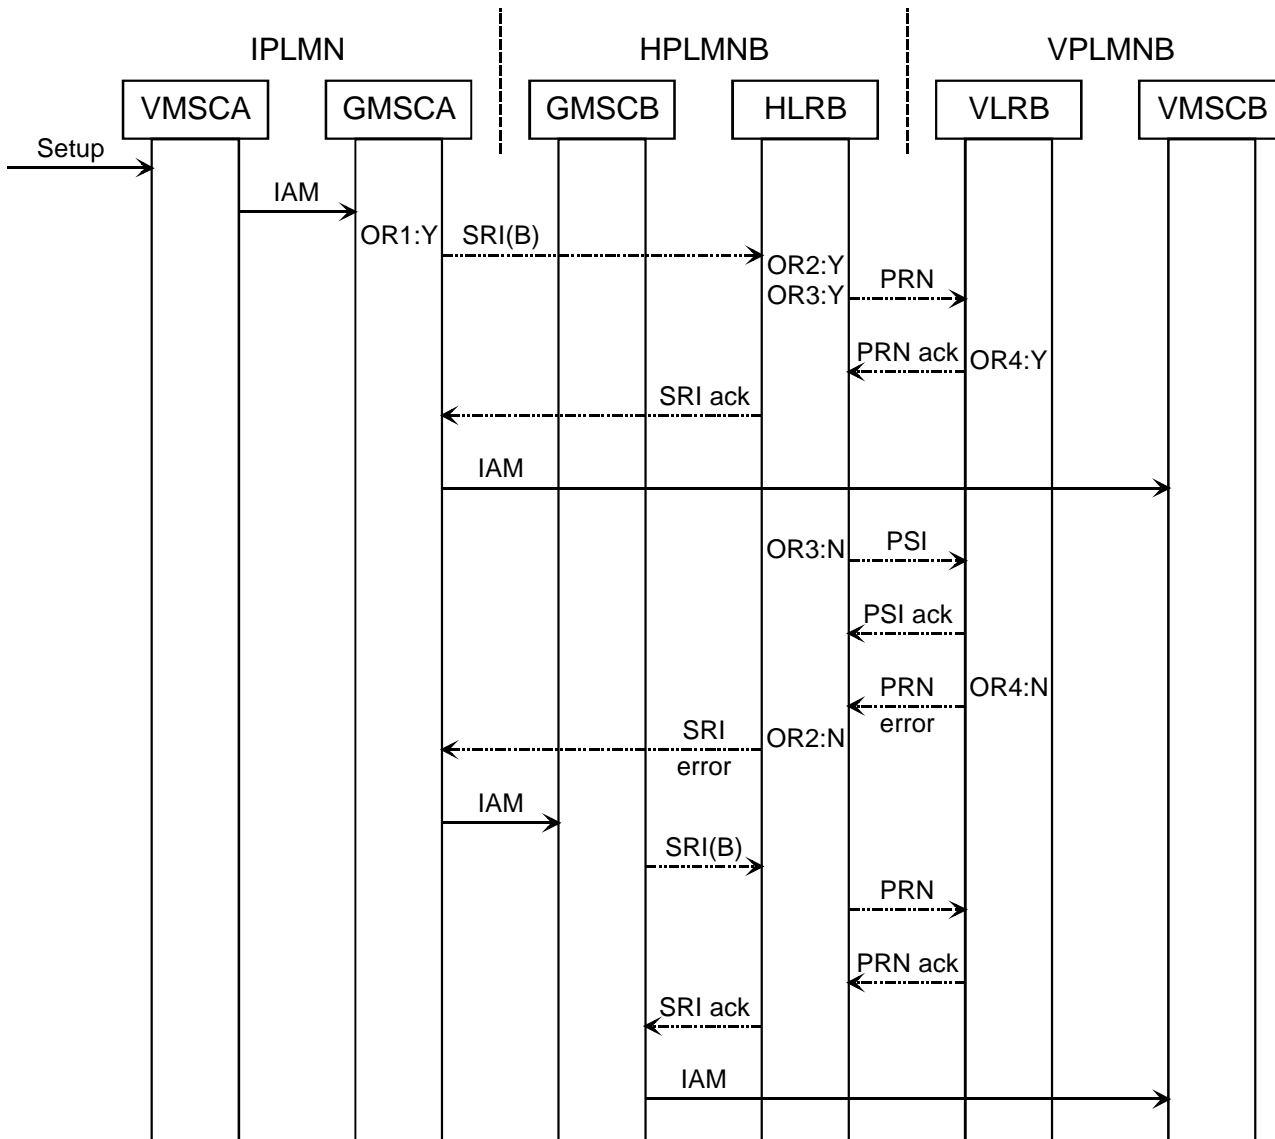 IPLMN HPLMNB VPLMNB
VMSCA GMSCA GMSCB HLRB VLRB VMSCB
Setup
IAM
OR1:Y SRI(B)
OR2:Y
OR3:Y PRN
PRN ack OR4:Y
SRI ack
IAM
OR3:N PSI
PSI ack
PRN OR4:N
error
SRI OR2:N
error
IAM
SRI(B)
PRN
PRN ack
SRI ack
IAM